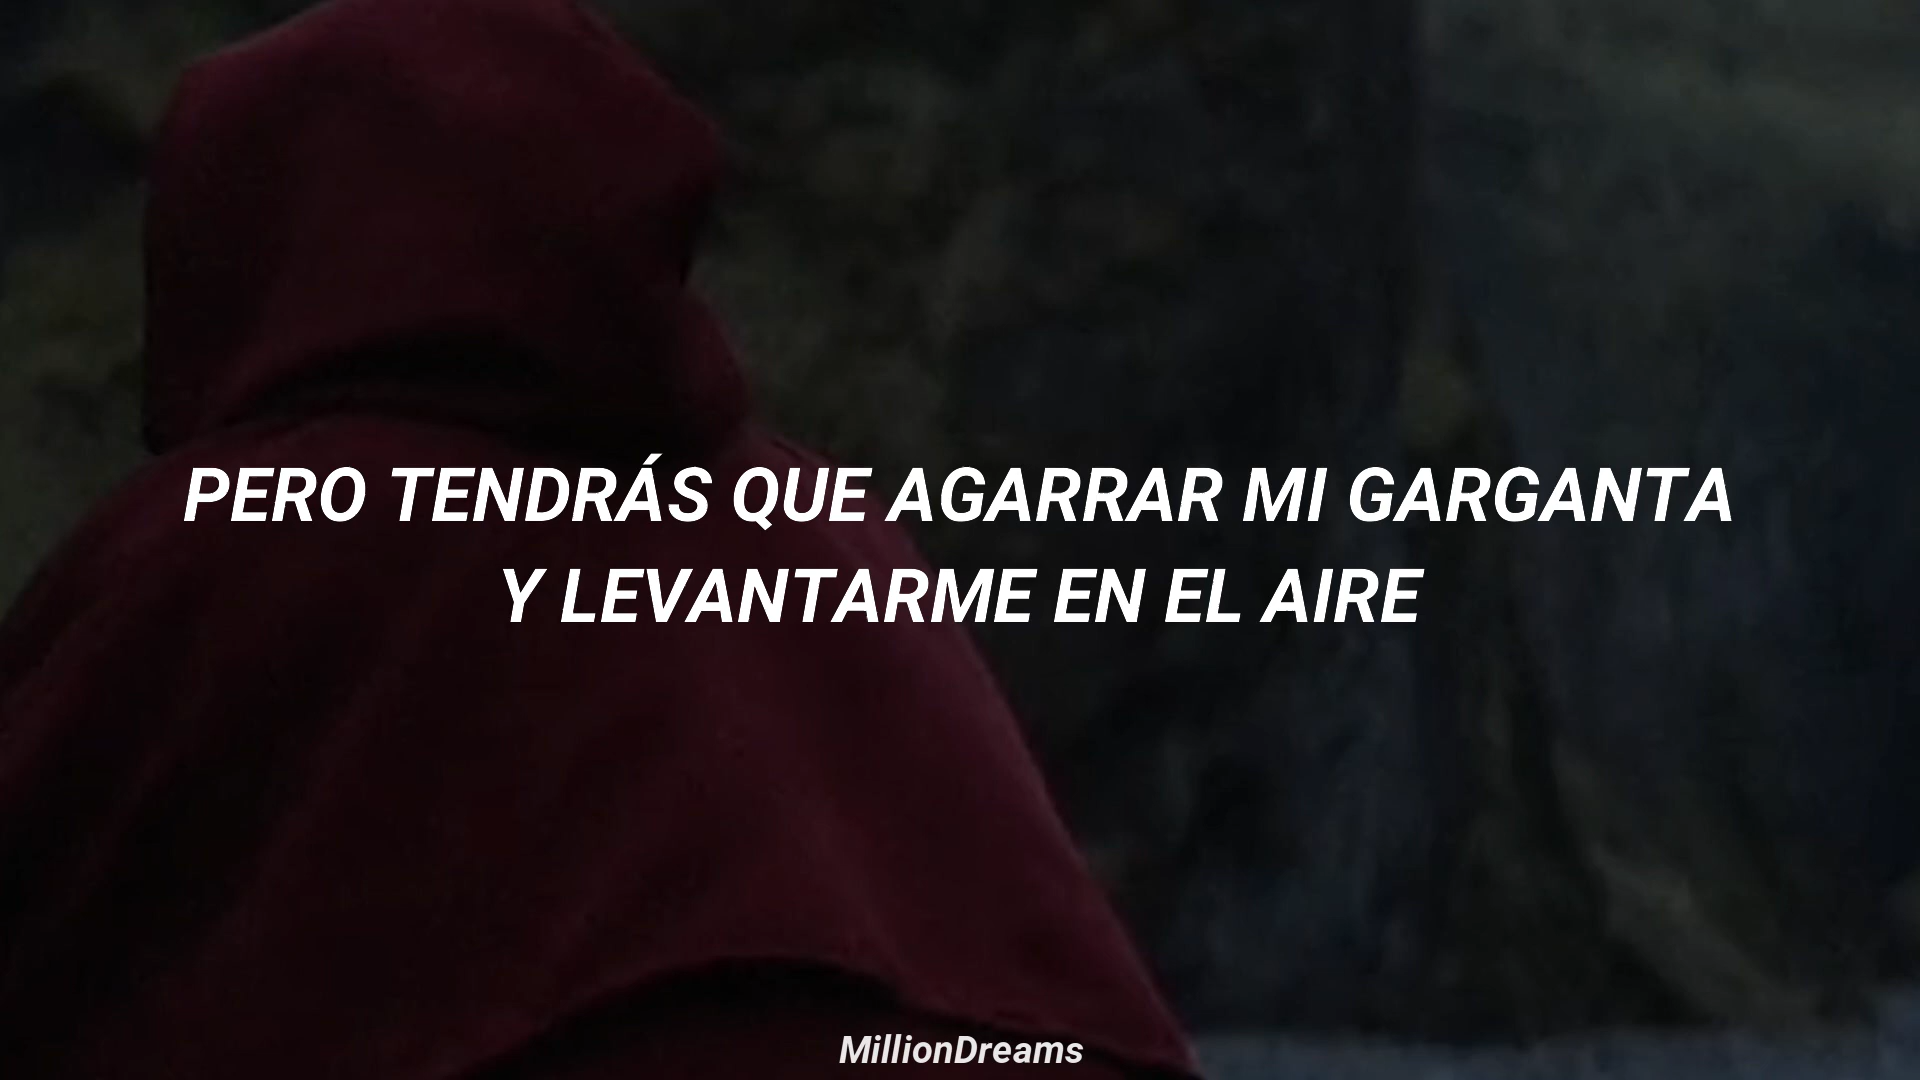 PERO TENDRÁS QUE AGARRAR MI GARGANTA
Y LEVANTARME EN EL AIRE
MillionDreams